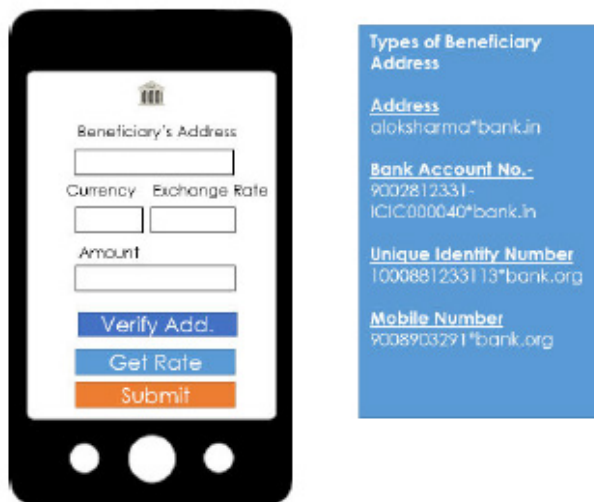 Beneficiary's Address
Currency Exchange Rate
Amount
Verify Add.
Get Rate
Submit
Types of Beneficiary
Address
Address
aloksharma*bank.in
Bank Account No.-
9002812331-
ICIC000040*bank.in
Unique Identity Number
1000881233113*bank.org
Mobile Number
9008903291*bank.org